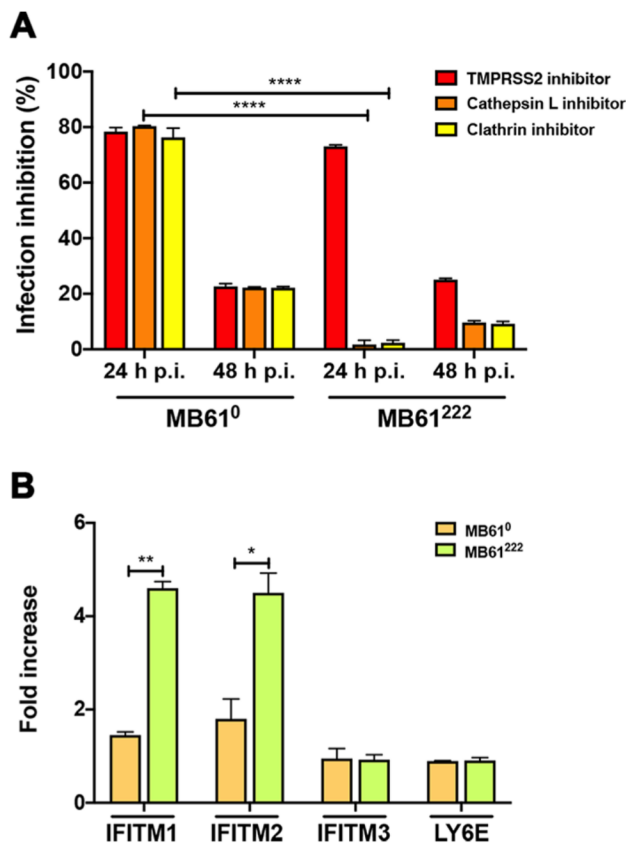 A
Infection inhibition (%)
100
80
60
40
20
0
****
****
TMPRSS2 inhibitor
Cathepsin L inhibitor
Clathrin inhibitor
24 h p.i. 48 h p.i. 24 h p.i. 48 h p.i.
MB61⁰ MB61²²²
B
Fold increase
6
4
2
0
**
*
MB61⁰
MB61²²²
IFITM1 IFITM2 IFITM3 LY6E